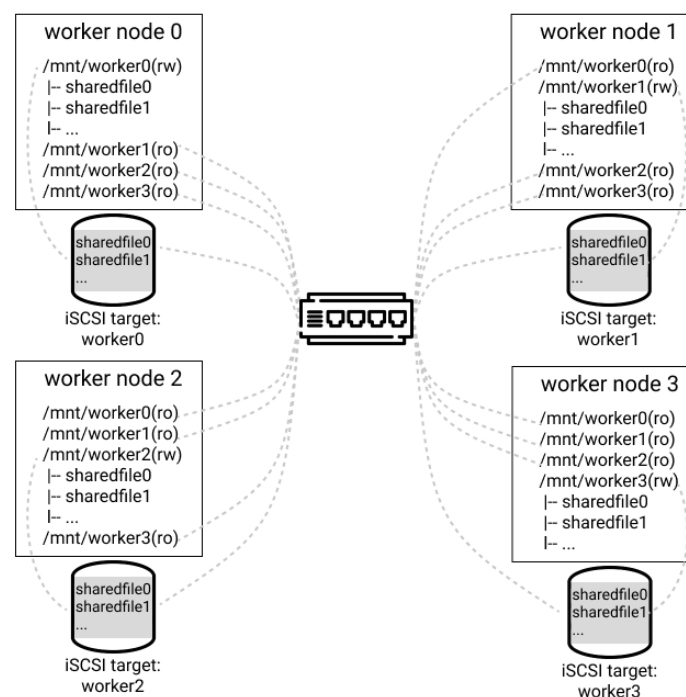 worker node 0
/mnt/worker0(rw)
|-- sharedfile0
|-- sharedfile1
|-- ...
/mnt/worker1(ro)
/mnt/worker2(ro)
/mnt/worker3(ro)
sharedfile0
sharedfile1
...
iSCSI target:
worker0
worker node 1
/mnt/worker0(ro)
/mnt/worker1(rw)
|-- sharedfile0
|-- sharedfile1
|-- ...
/mnt/worker2(ro)
/mnt/worker3(ro)
sharedfile0
sharedfile1
...
iSCSI target:
worker1
worker node 2
/mnt/worker0(ro)
/mnt/worker1(ro)
/mnt/worker2(rw)
|-- sharedfile0
|-- sharedfile1
|-- ...
/mnt/worker3(ro)
sharedfile0
sharedfile1
...
iSCSI target:
worker2
worker node 3
/mnt/worker0(ro)
/mnt/worker1(ro)
/mnt/worker2(ro)
/mnt/worker3(rw)
|-- sharedfile0
|-- sharedfile1
|-- ...
sharedfile0
sharedfile1
...
iSCSI target:
worker3